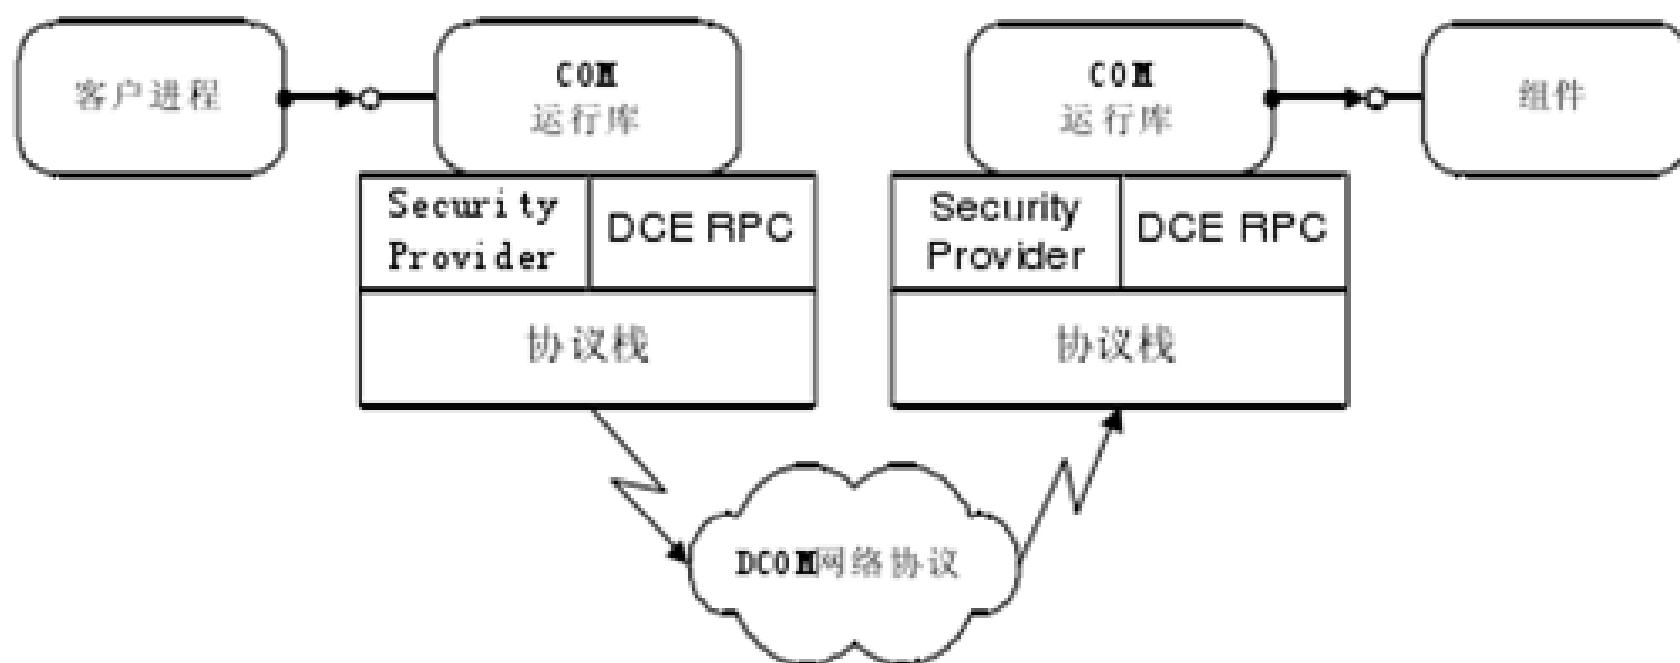 客户进程
COM
运行库
COM
运行库
组件
Security
Provider
DCE RPC
Security
Provider
DCE RPC
协议栈
协议栈
DCOM网络协议